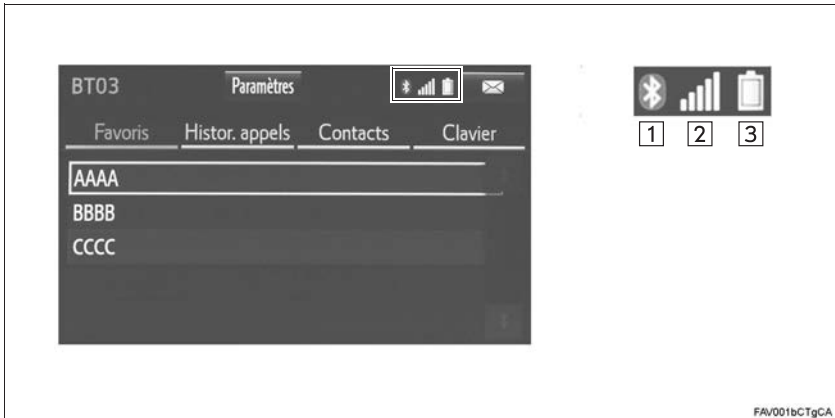 BT03 Paramètres
Favoris Histor. appels Contacts Clavier
AAAA
BBBB
CCCC
1 2 3
FAV001bCTgCA